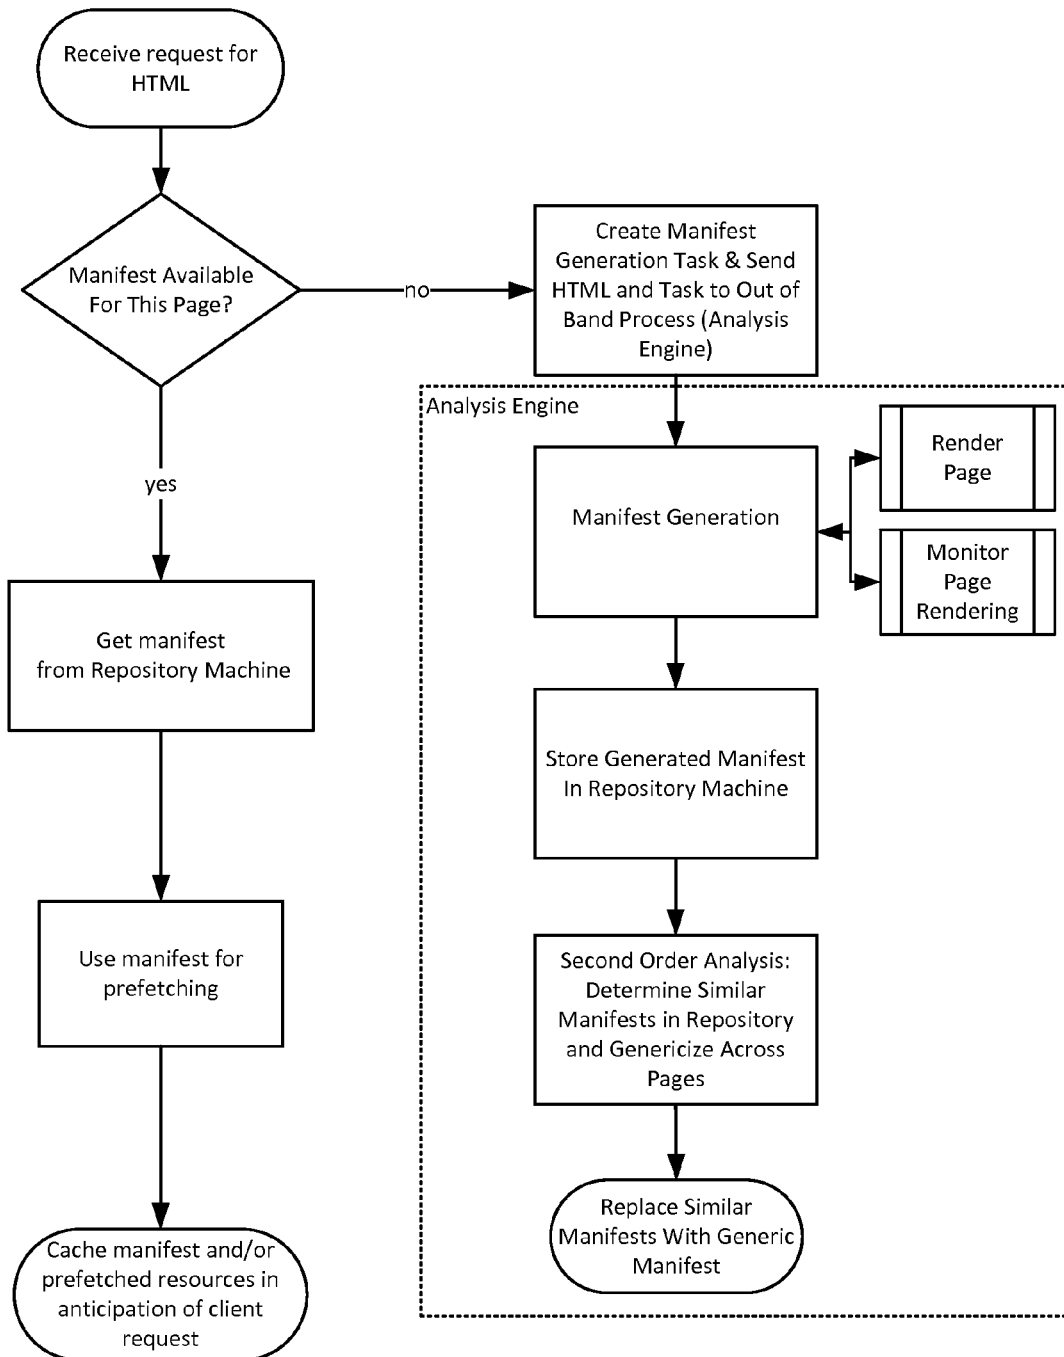 Receive request for
HTML
Manifest Available
For This Page?
no
Create Manifest
Generation Task & Send
HTML and Task to Out of
Band Process (Analysis
Engine)
Analysis Engine
Render
Page
Manifest Generation
Monitor
Page
Rendering
yes
Get manifest
from Repository Machine
Store Generated Manifest
In Repository Machine
Use manifest for
prefetching
Second Order Analysis:
Determine Similar
Manifests in Repository
and Genericize Across
Pages
Replace Similar
Manifests With Generic
Manifest
Cache manifest and/or
prefetched resources in
anticipation of client
request